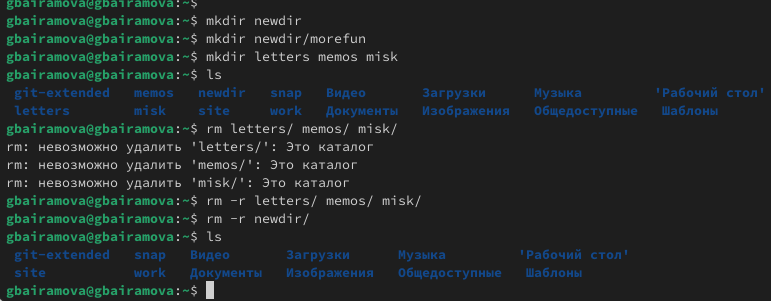 gbairamova@gbairamova:~$
gbairamova@gbairamova:~$ mkdir newdir
gbairamova@gbairamova:~$ mkdir newdir/morefun
gbairamova@gbairamova:~$ mkdir letters memos misk
gbairamova@gbairamova:~$ ls
git-extended memos newdir snap Видео Загрузки Музыка 'Рабочий стол'
letters misk site work Документы Изображения Общедоступные Шаблоны
gbairamova@gbairamova:~$ rm letters/ memos/ misk/
rm: невозможно удалить 'letters/': Это каталог
rm: невозможно удалить 'memos/': Это каталог
rm: невозможно удалить 'misk/': Это каталог
gbairamova@gbairamova:~$ rm -r letters/ memos/ misk/
gbairamova@gbairamova:~$ rm -r newdir/
gbairamova@gbairamova:~$ ls
git-extended snap Видео Загрузки Музыка 'Рабочий стол'
site work Документы Изображения Общедоступные Шаблоны
gbairamova@gbairamova:~$